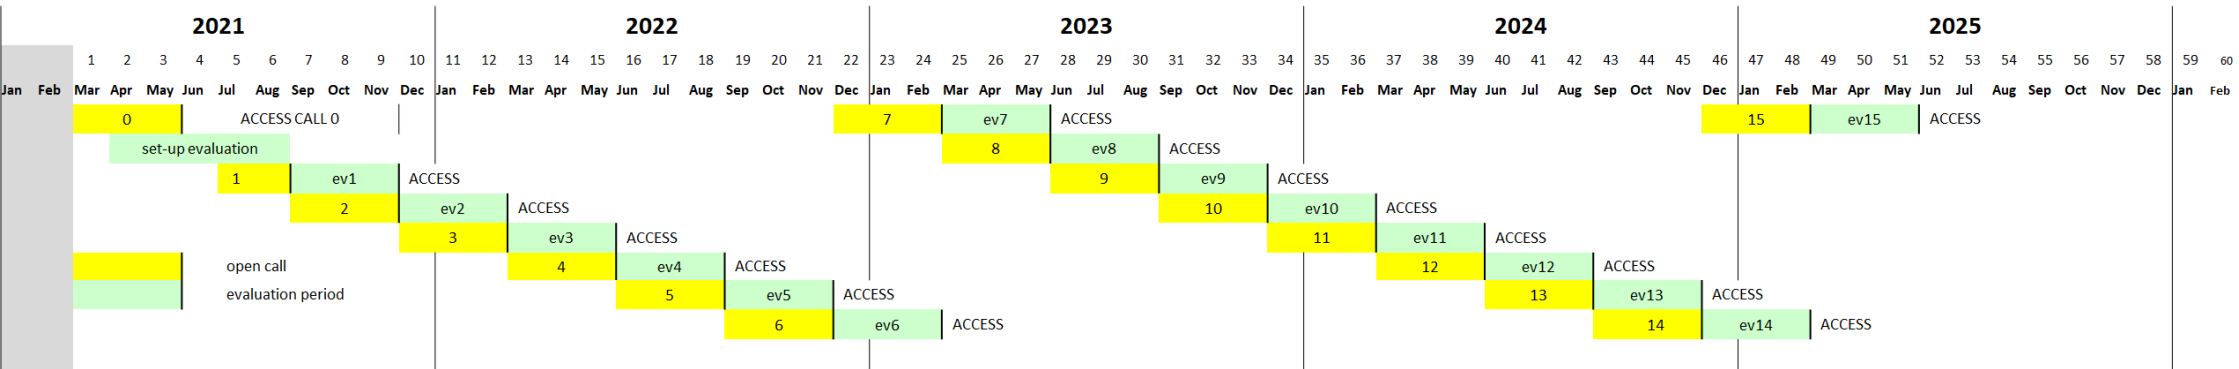 2021 2022 2023 2024 2025
1 2 3 4 5 6 7 8 9 10 11 12 13 14 15 16 17 18 19 20 21 22 23 24 25 26 27 28 29 30 31 32 33 34 35 36 37 38 39 40 41 42 43 44 45 46 47 48 49 50 51 52 53 54 55 56 57 58 59 60
Jan Feb Mar Apr May Jun Jul Aug Sep Oct Nov Dec Jan Feb Mar Apr May Jun Jul Aug Sep Oct Nov Dec Jan Feb Mar Apr May Jun Jul Aug Sep Oct Nov Dec Jan Feb Mar Apr May Jun Jul Aug Sep Oct Nov Dec Jan Feb Mar Apr May Jun Jul Aug Sep Oct Nov Dec Jan Feb
0 ACCESS CALL 0 7 ev7 ACCESS 15 ev15 ACCESS
set-up evaluation 8 ev8 ACCESS
1 ev1 ACCESS 9 ev9 ACCESS
2 ev2 ACCESS 10 ev10 ACCESS
3 ev3 ACCESS 11 ev11 ACCESS
open call 4 ev4 ACCESS 12 ev12 ACCESS
evaluation period 5 ev5 ACCESS 13 ev13 ACCESS
6 ev6 ACCESS 14 ev14 ACCESS